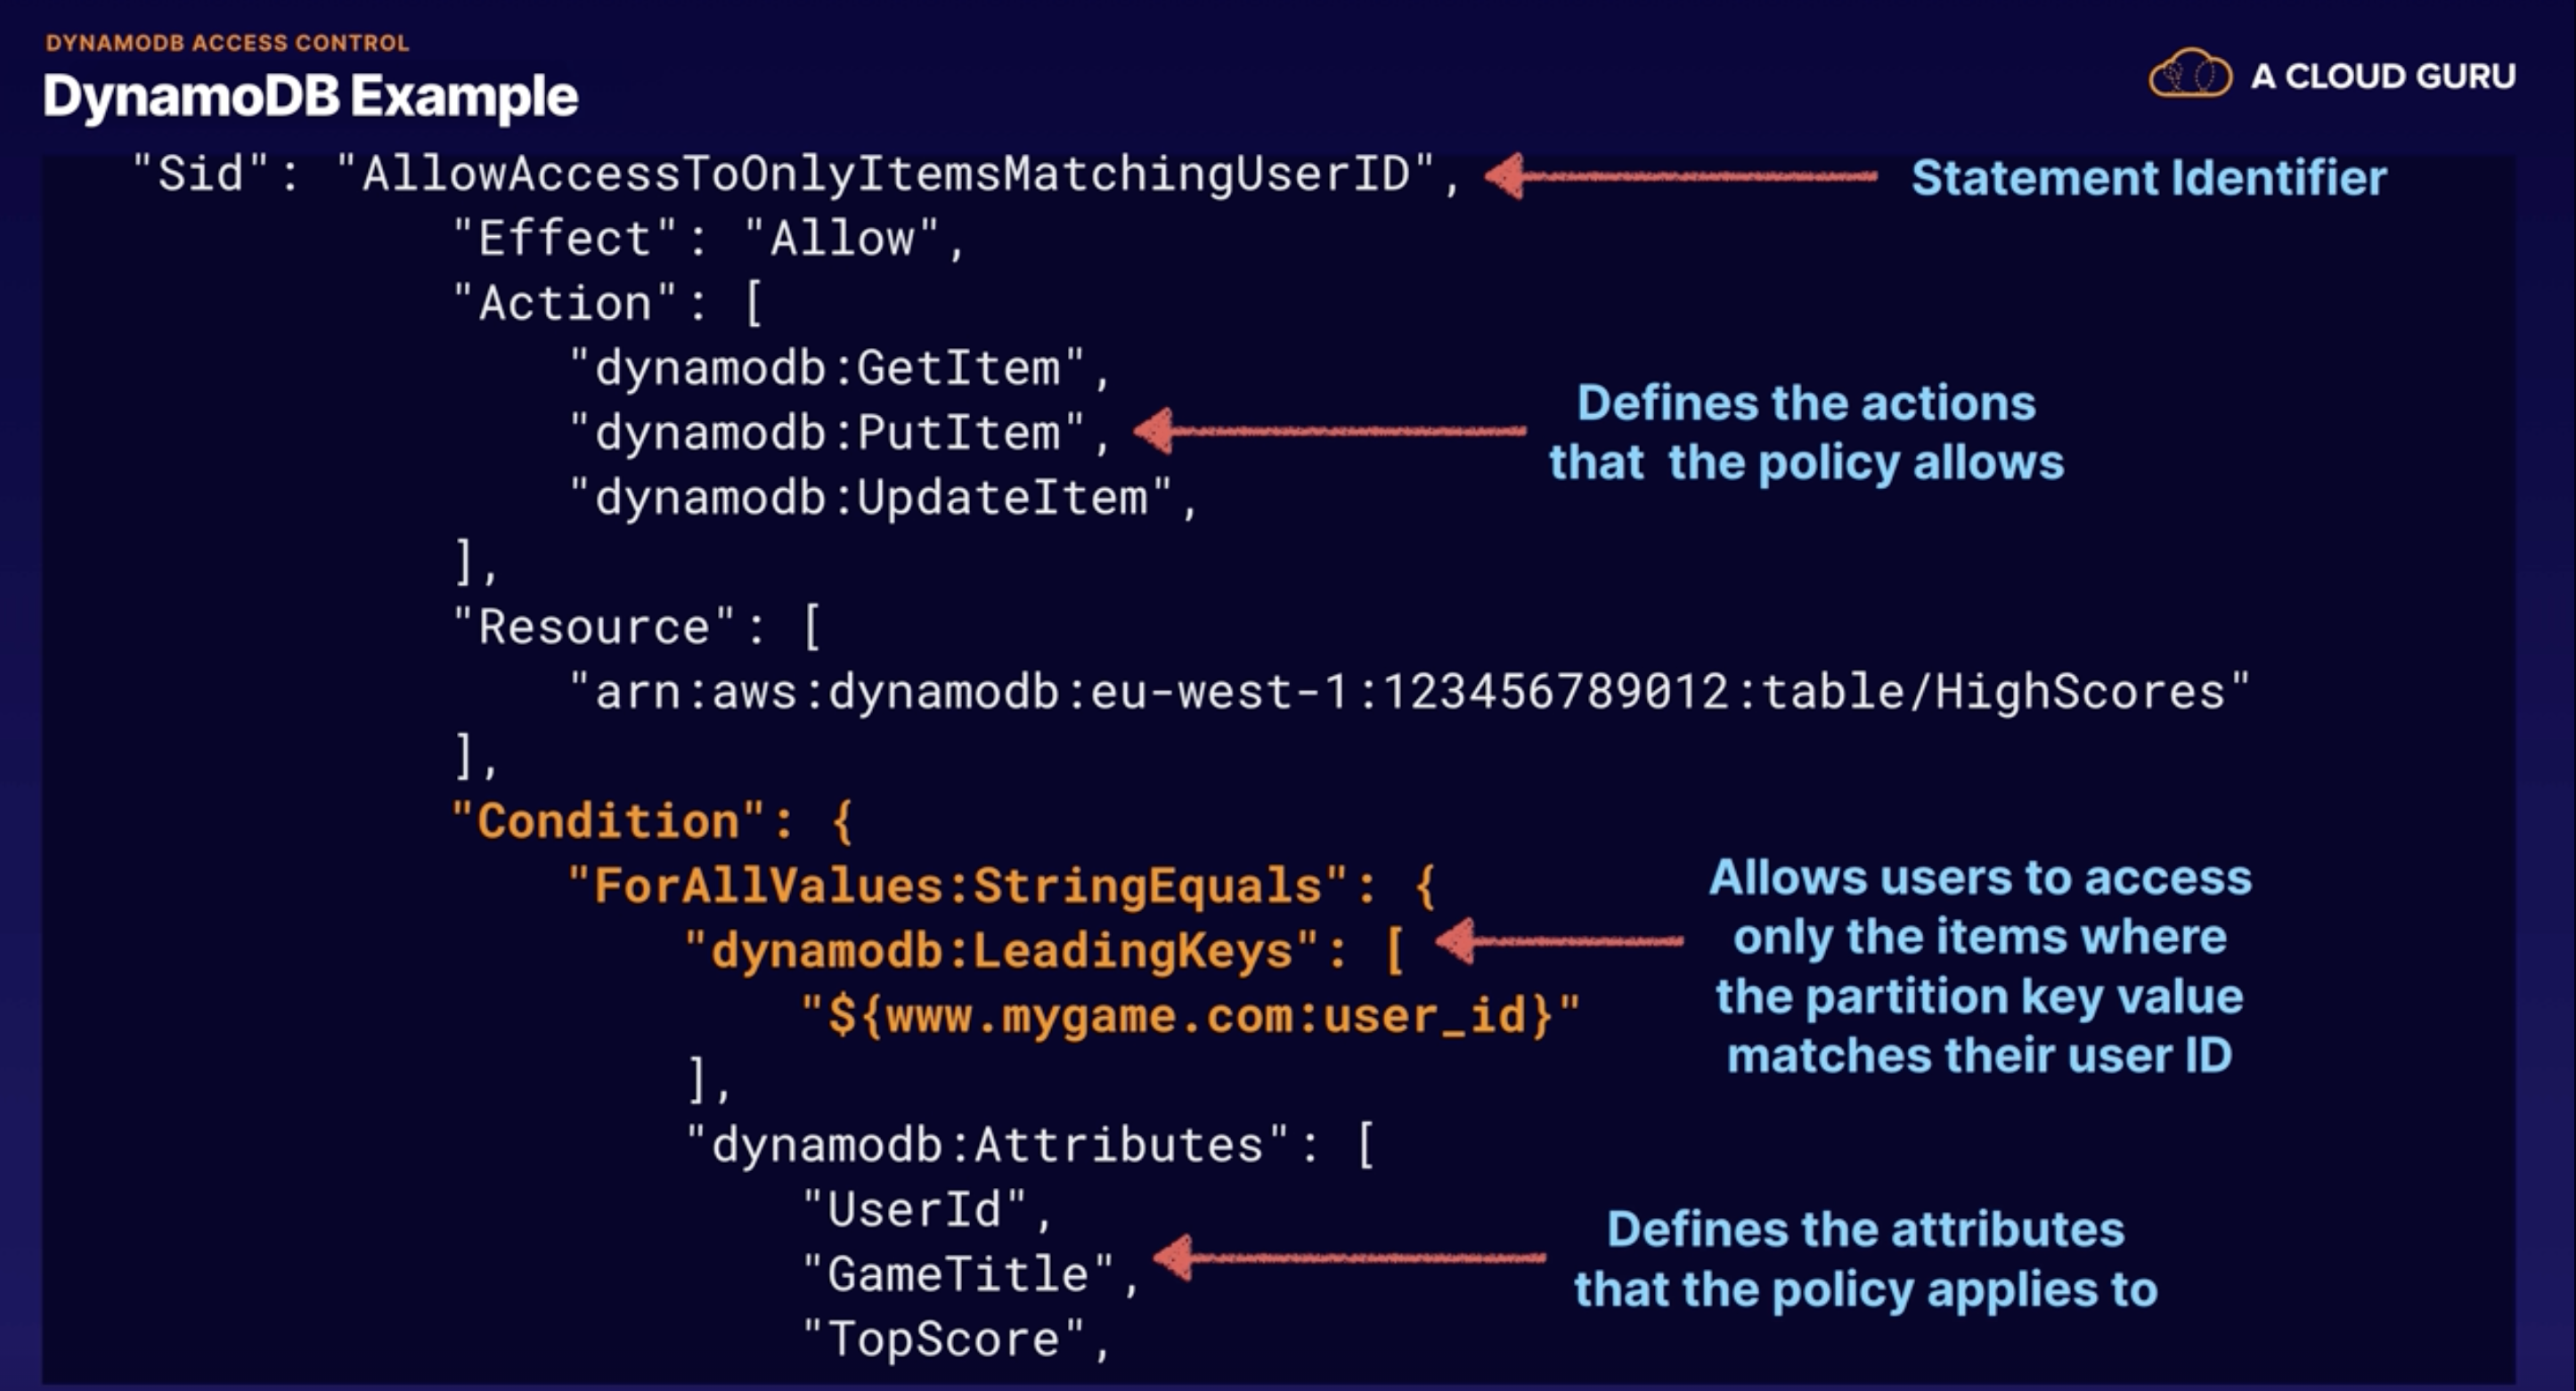 DYNAMODB ACCESS CONTROL
DynamoDB Example
A CLOUD GURU
"Sid": "AllowAccessToOnlyItemsMatchingUserID",
Statement Identifier
"Effect": "Allow",
"Action": [
"dynamodb:GetItem",
"dynamodb:PutItem",
"dynamodb:UpdateItem",
Defines the actions
that the policy allows
],
"Resource": [
"arn:aws:dynamodb:eu-west-1:123456789012:table/HighScores"
],
"Condition": {
"ForAllValues:StringEquals": {
"dynamodb:LeadingKeys": [
"${www.mygame.com:user_id}"
Allows users to access
only the items where
the partition key value
matches their user ID
],
"dynamodb:Attributes": [
"UserId",
"GameTitle",
"TopScore",
Defines the attributes
that the policy applies to